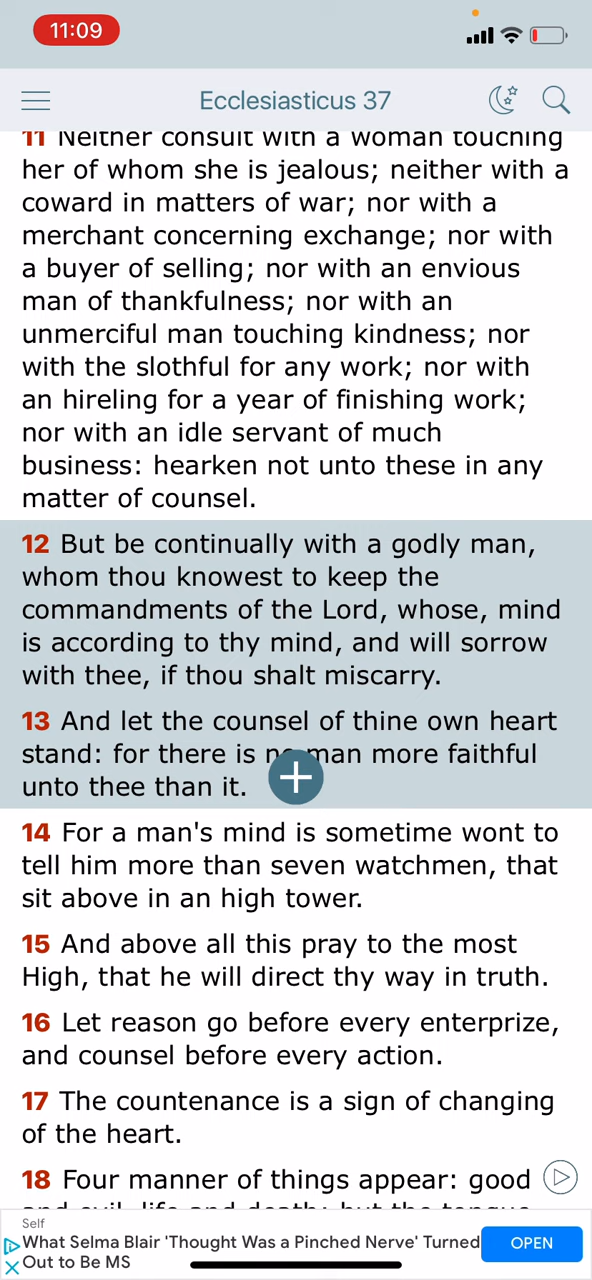 11:09
Ecclesiasticus 37
11 Neither consult with a woman touching
her of whom she is jealous; neither with a
coward in matters of war; nor with a
merchant concerning exchange; nor with
a buyer of selling; nor with an envious
man of thankfulness; nor with an
unmerciful man touching kindness; nor
with the slothful for any work; nor with
an hireling for a year of finishing work;
nor with an idle servant of much
business: hearken not unto these in any
matter of counsel.
12 But be continually with a godly man,
whom thou knowest to keep the
commandments of the Lord, whose, mind
is according to thy mind, and will sorrow
with thee, if thou shalt miscarry.
13 And let the counsel of thine own heart
stand: for there is no man more faithful
unto thee than it.
14 For a man's mind is sometime wont to
tell him more than seven watchmen, that
sit above in an high tower.
15 And above all this pray to the most
High, that he will direct thy way in truth.
16 Let reason go before every enterprize,
and counsel before every action.
17 The countenance is a sign of changing
of the heart.
18 Four manner of things appear: good
and evil, life and death: but the tongue
Self
What Selma Blair 'Thought Was a Pinched Nerve' Turned
Out to Be MS
OPEN